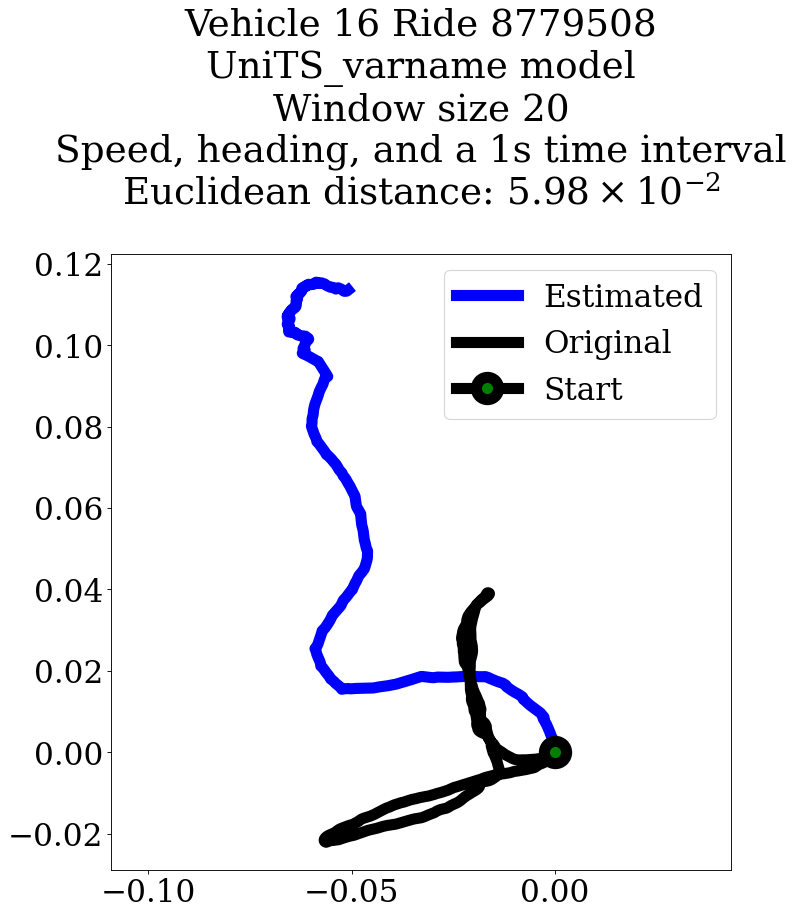 Vehicle 16 Ride 8779508
UniTS_varname model
Window size 20
Speed, heading, and a 1s time interval
Euclidean distance: 5.98 × 10⁻²
0.12
0.10
0.08
0.06
0.04
0.02
0.00
−0.02
−0.10
−0.05
0.00
Estimated
Original
Start